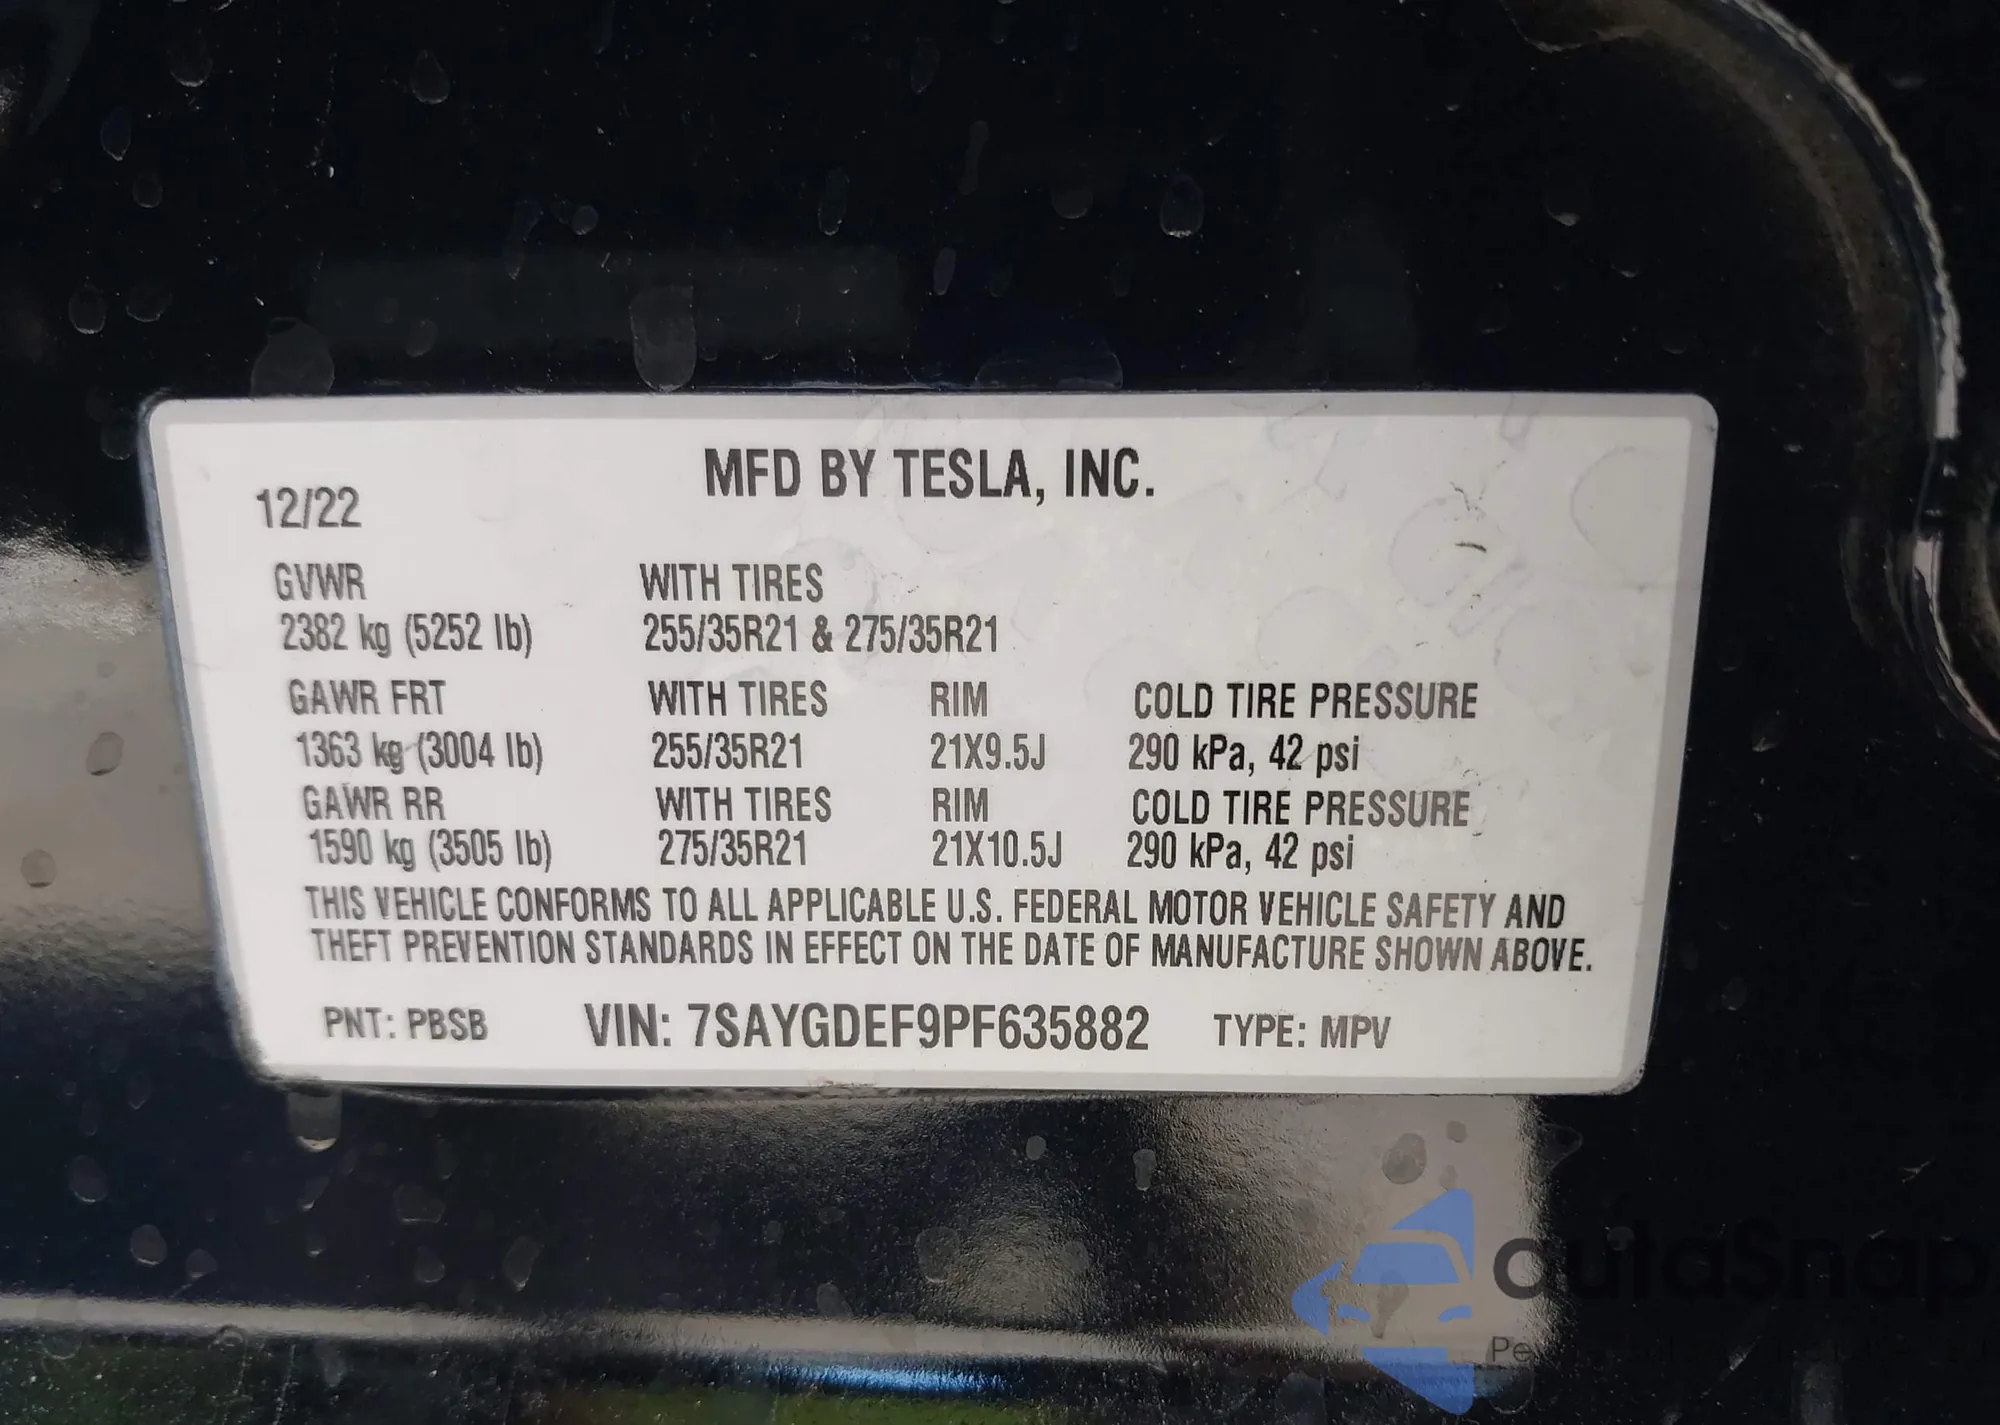 MFD BY TESLA, INC.
12/22
GVWR WITH TIRES
2382 kg (5252 lb) 255/35R21 & 275/35R21
GAWR FRT WITH TIRES RIM COLD TIRE PRESSURE
1363 kg (3004 lb) 255/35R21 21X9.5J 290 kPa, 42 psi
GAWR RR WITH TIRES RIM COLD TIRE PRESSURE
1590 kg (3505 lb) 275/35R21 21X10.5J 290 kPa, 42 psi
THIS VEHICLE CONFORMS TO ALL APPLICABLE U.S. FEDERAL MOTOR VEHICLE SAFETY AND
THEFT PREVENTION STANDARDS IN EFFECT ON THE DATE OF MANUFACTURE SHOWN ABOVE.
PNT: PBSB VIN: 7SAYGDEF9PF635882 TYPE: MPV
autaSnap